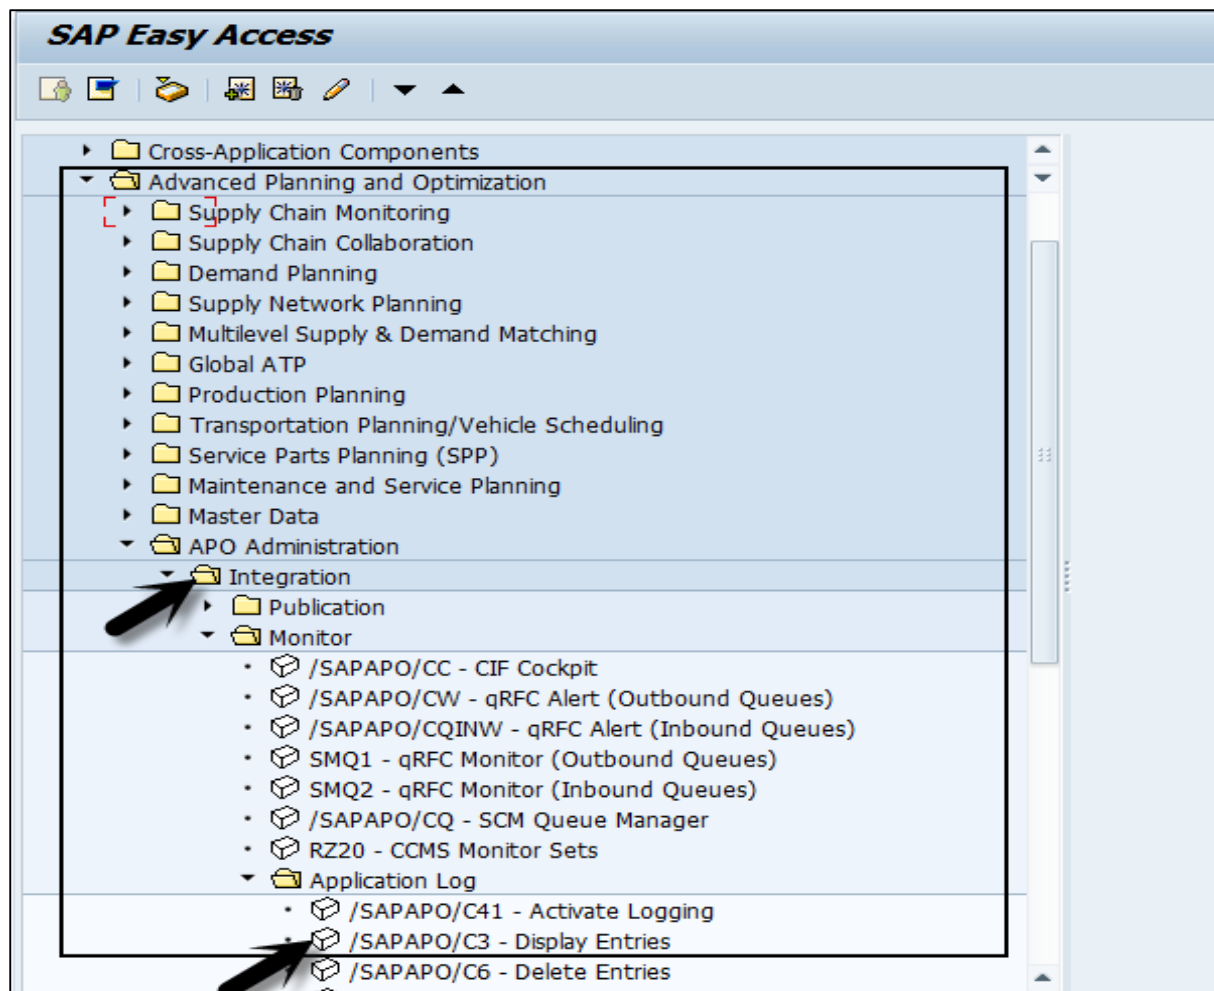 SAP Easy Access
Cross-Application Components
Advanced Planning and Optimization
Supply Chain Monitoring
Supply Chain Collaboration
Demand Planning
Supply Network Planning
Multilevel Supply & Demand Matching
Global ATP
Production Planning
Transportation Planning/Vehicle Scheduling
Service Parts Planning (SPP)
Maintenance and Service Planning
Master Data
APO Administration
Integration
Publication
Monitor
/SAPAPO/CC - CIF Cockpit
/SAPAPO/CW - qRFC Alert (Outbound Queues)
/SAPAPO/CQINW - qRFC Alert (Inbound Queues)
SMQ1 - qRFC Monitor (Outbound Queues)
SMQ2 - qRFC Monitor (Inbound Queues)
/SAPAPO/CQ - SCM Queue Manager
RZ20 - CCMS Monitor Sets
Application Log
/SAPAPO/C41 - Activate Logging
/SAPAPO/C3 - Display Entries
/SAPAPO/C6 - Delete Entries